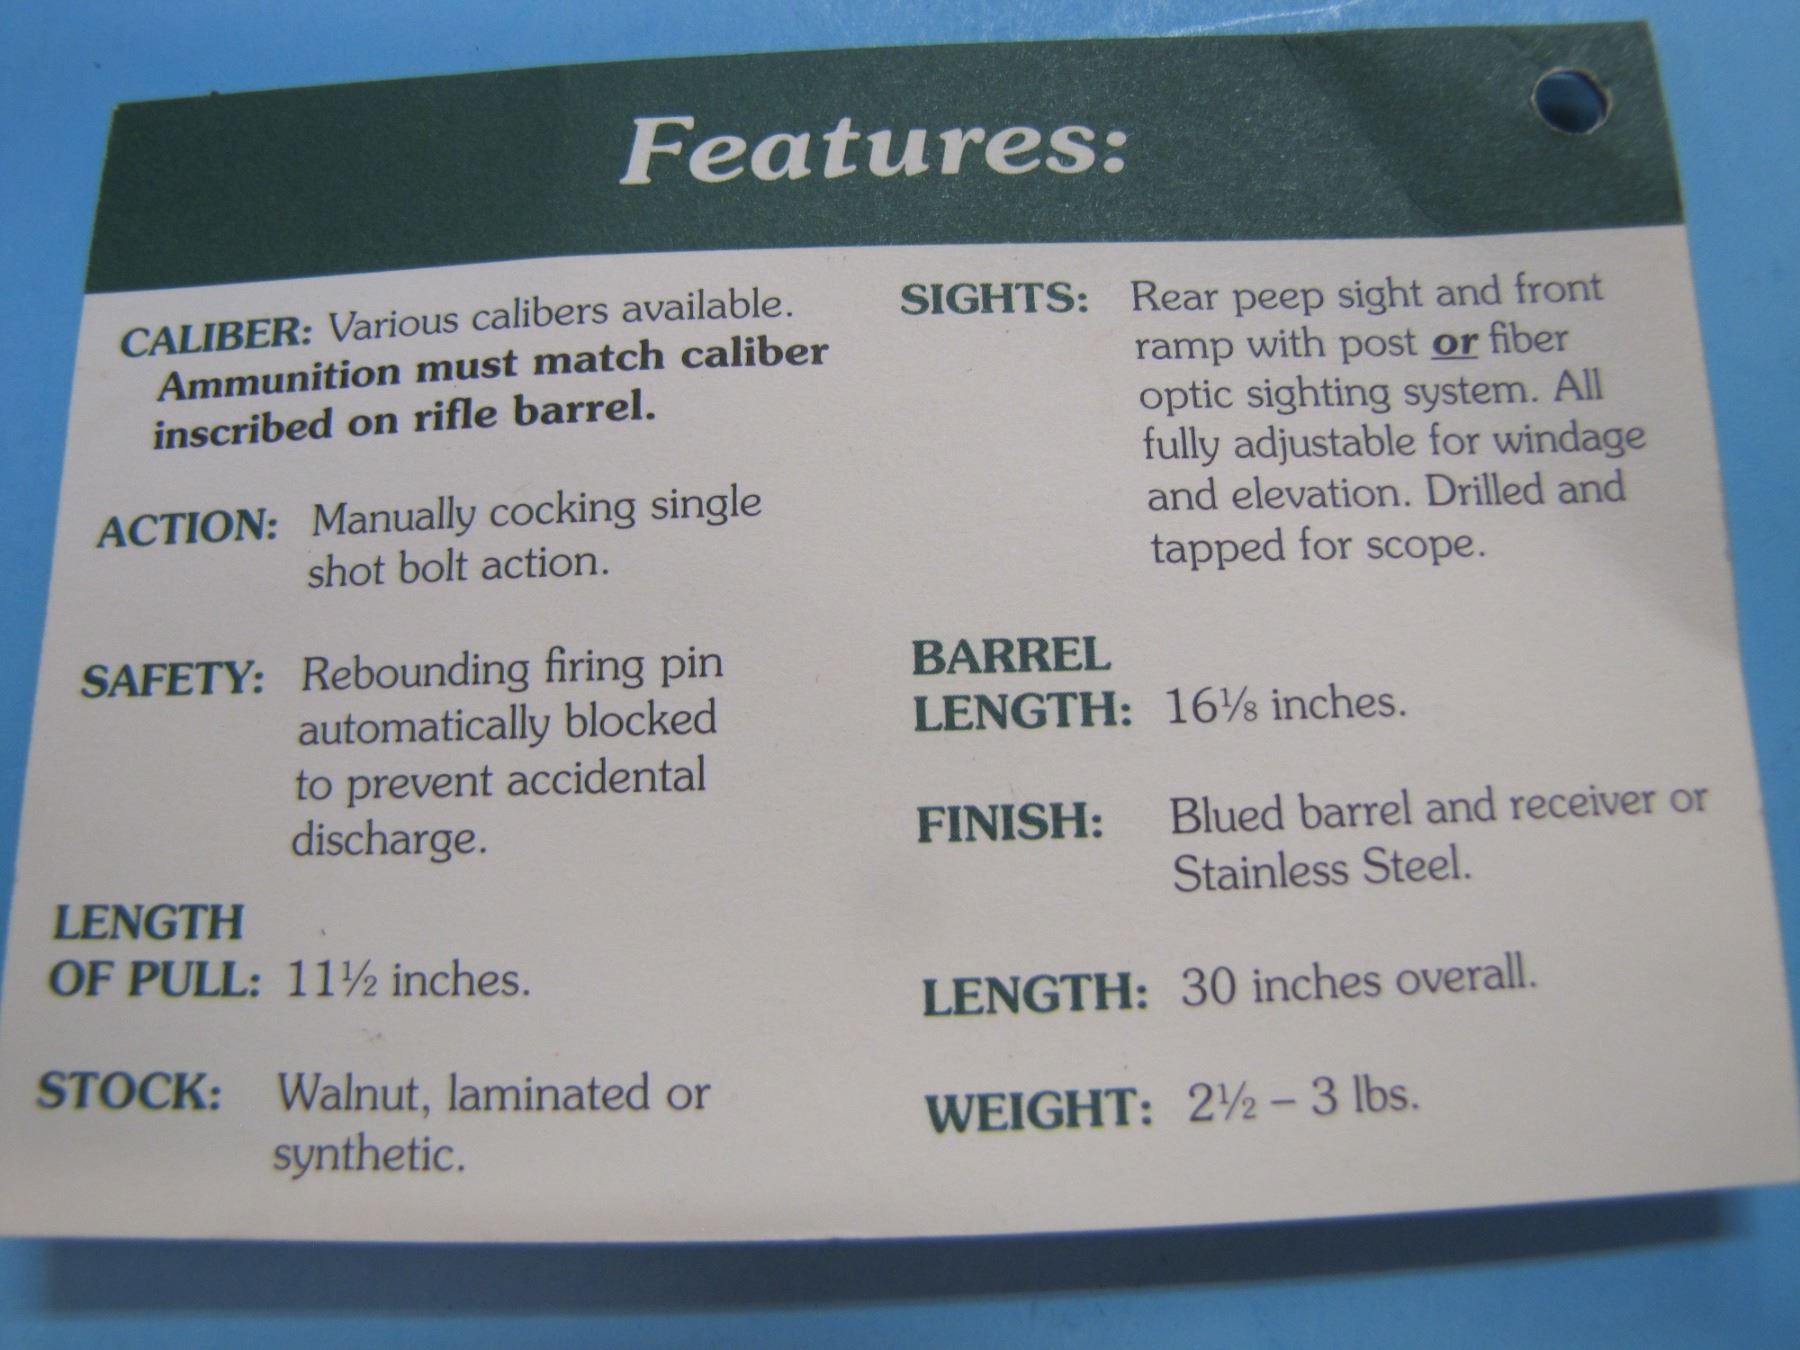 Features:
CALIBER: Various calibers available.
Ammunition must match caliber
inscribed on rifle barrel.
ACTION: Manually cocking single
shot bolt action.
SAFETY: Rebounding firing pin
automatically blocked
to prevent accidental
discharge.
LENGTH
OF PULL: 11½ inches.
STOCK: Walnut, laminated or
synthetic.
SIGHTS: Rear peep sight and front
ramp with post or fiber
optic sighting system. All
fully adjustable for windage
and elevation. Drilled and
tapped for scope.
BARREL
LENGTH: 16⅛ inches.
FINISH: Blued barrel and receiver or
Stainless Steel.
LENGTH: 30 inches overall.
WEIGHT: 2½ – 3 lbs.